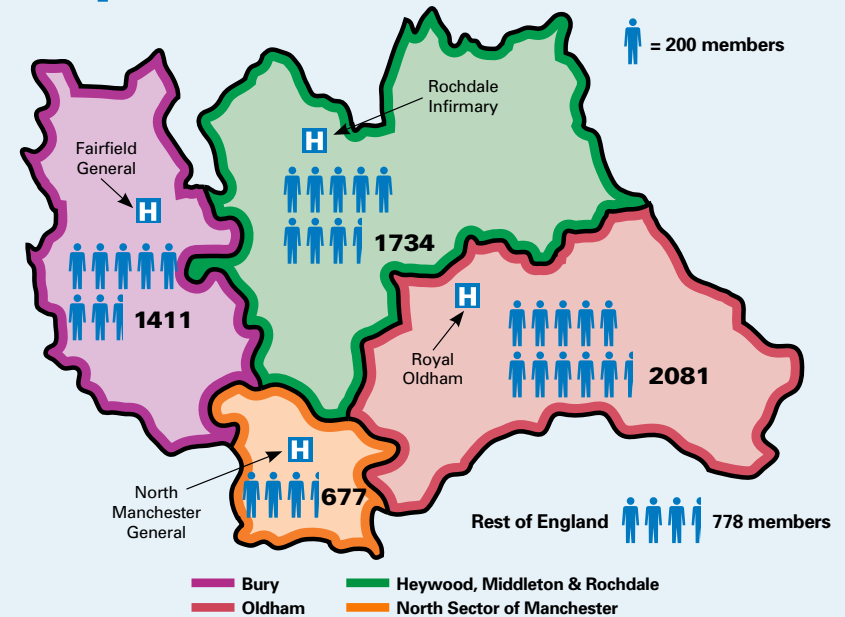 = 200 members
Rochdale
Infirmary
H
Fairfield
General
H
1734
1411
H
Royal
Oldham
2081
H
North
Manchester
General
677
Rest of England
778 members
Bury
Heywood, Middleton & Rochdale
Oldham
North Sector of Manchester